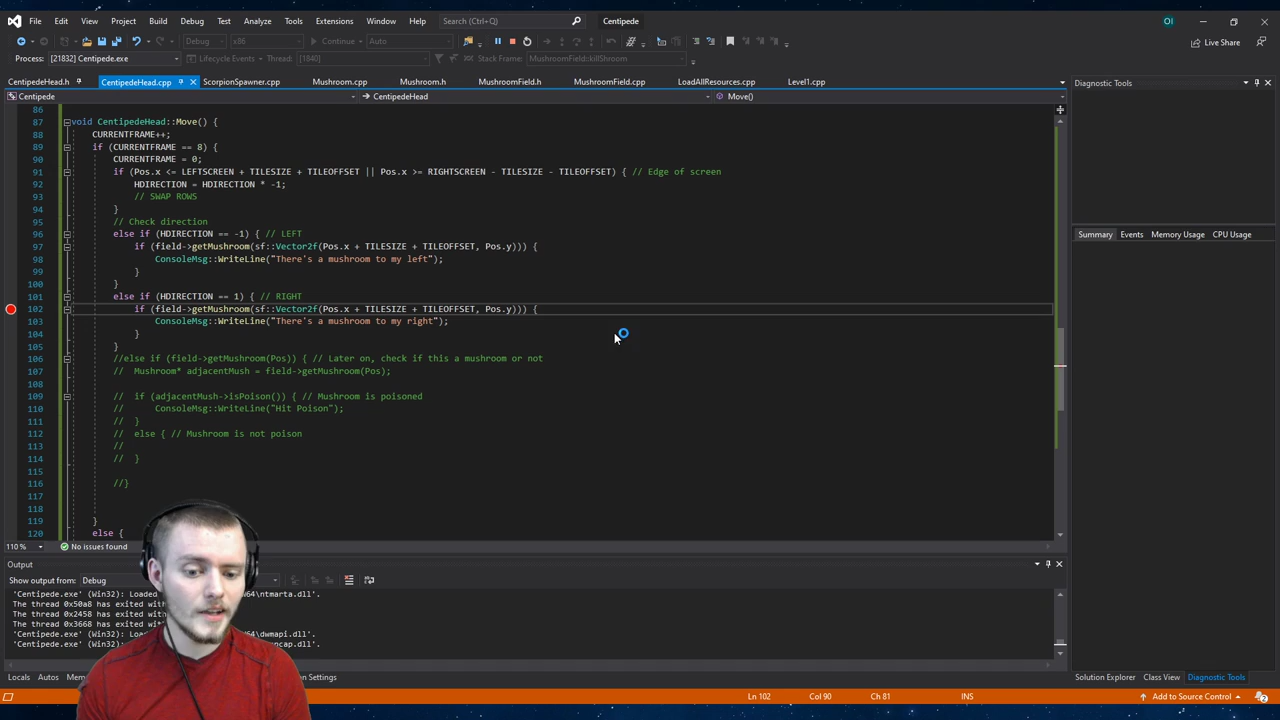 File Edit View Project Build Debug Test Analyze Tools Extensions Window Help Search (Ctrl+Q) Centipede OI
Debug x86 Continue Auto Live Share
Process: [21832] Centipede.exe Lifecycle Events Thread: [1840] Stack Frame: MushroomField::killShroom
CentipedeHead.h CentipedeHead.cpp ScorpionSpawner.cpp Mushroom.cpp Mushroom.h MushroomField.h MushroomField.cpp LoadAllResources.cpp Level1.cpp Diagnostic Tools
Centipede CentipedeHead Move()
86
87 void CentipedeHead::Move() {
88 CURRENTFRAME++;
89 if (CURRENTFRAME == 8) {
90 CURRENTFRAME = 0;
91 if (Pos.x <= LEFTSCREEN + TILESIZE + TILEOFFSET || Pos.x >= RIGHTSCREEN - TILESIZE - TILEOFFSET) { // Edge of screen
92 HDIRECTION = HDIRECTION * -1;
93 // SWAP ROWS
94 }
95 // Check direction
96 else if (HDIRECTION == -1) { // LEFT
97 if (field->getMushroom(sf::Vector2f(Pos.x + TILESIZE + TILEOFFSET, Pos.y))) {
98 ConsoleMsg::WriteLine("There's a mushroom to my left");
99 }
100 }
101 else if (HDIRECTION == 1) { // RIGHT
102 if (field->getMushroom(sf::Vector2f(Pos.x + TILESIZE + TILEOFFSET, Pos.y))) {
103 ConsoleMsg::WriteLine("There's a mushroom to my right");
104 }
105 }
106 //else if (field->getMushroom(Pos)) { // Later on, check if this a mushroom or not
107 // Mushroom* adjacentMush = field->getMushroom(Pos);
108
109 // if (adjacentMush->isPoison()) { // Mushroom is poisoned
110 // ConsoleMsg::WriteLine("Hit Poison");
111 // }
112 // else { // Mushroom is not poison
113 //
114 // }
115
116 //}
117
118
119 }
120 else {
Summary Events Memory Usage CPU Usage
110 % No issues found
Output
Show output from: Debug
'Centipede.exe' (Win32): Loaded 64\ntmarta.dll'.
The thread 0x50a8 has exited with
The thread 0x2458 has exited with
The thread 0x3668 has exited with
'Centipede.exe' (Win32): 64\dwmapi.dll'.
'Centipede.exe' (Win32):
Locals Autos Settings Solution Explorer Class View Diagnostic Tools
Ln 102 Col 90 Ch 81 INS Add to Source Control 2